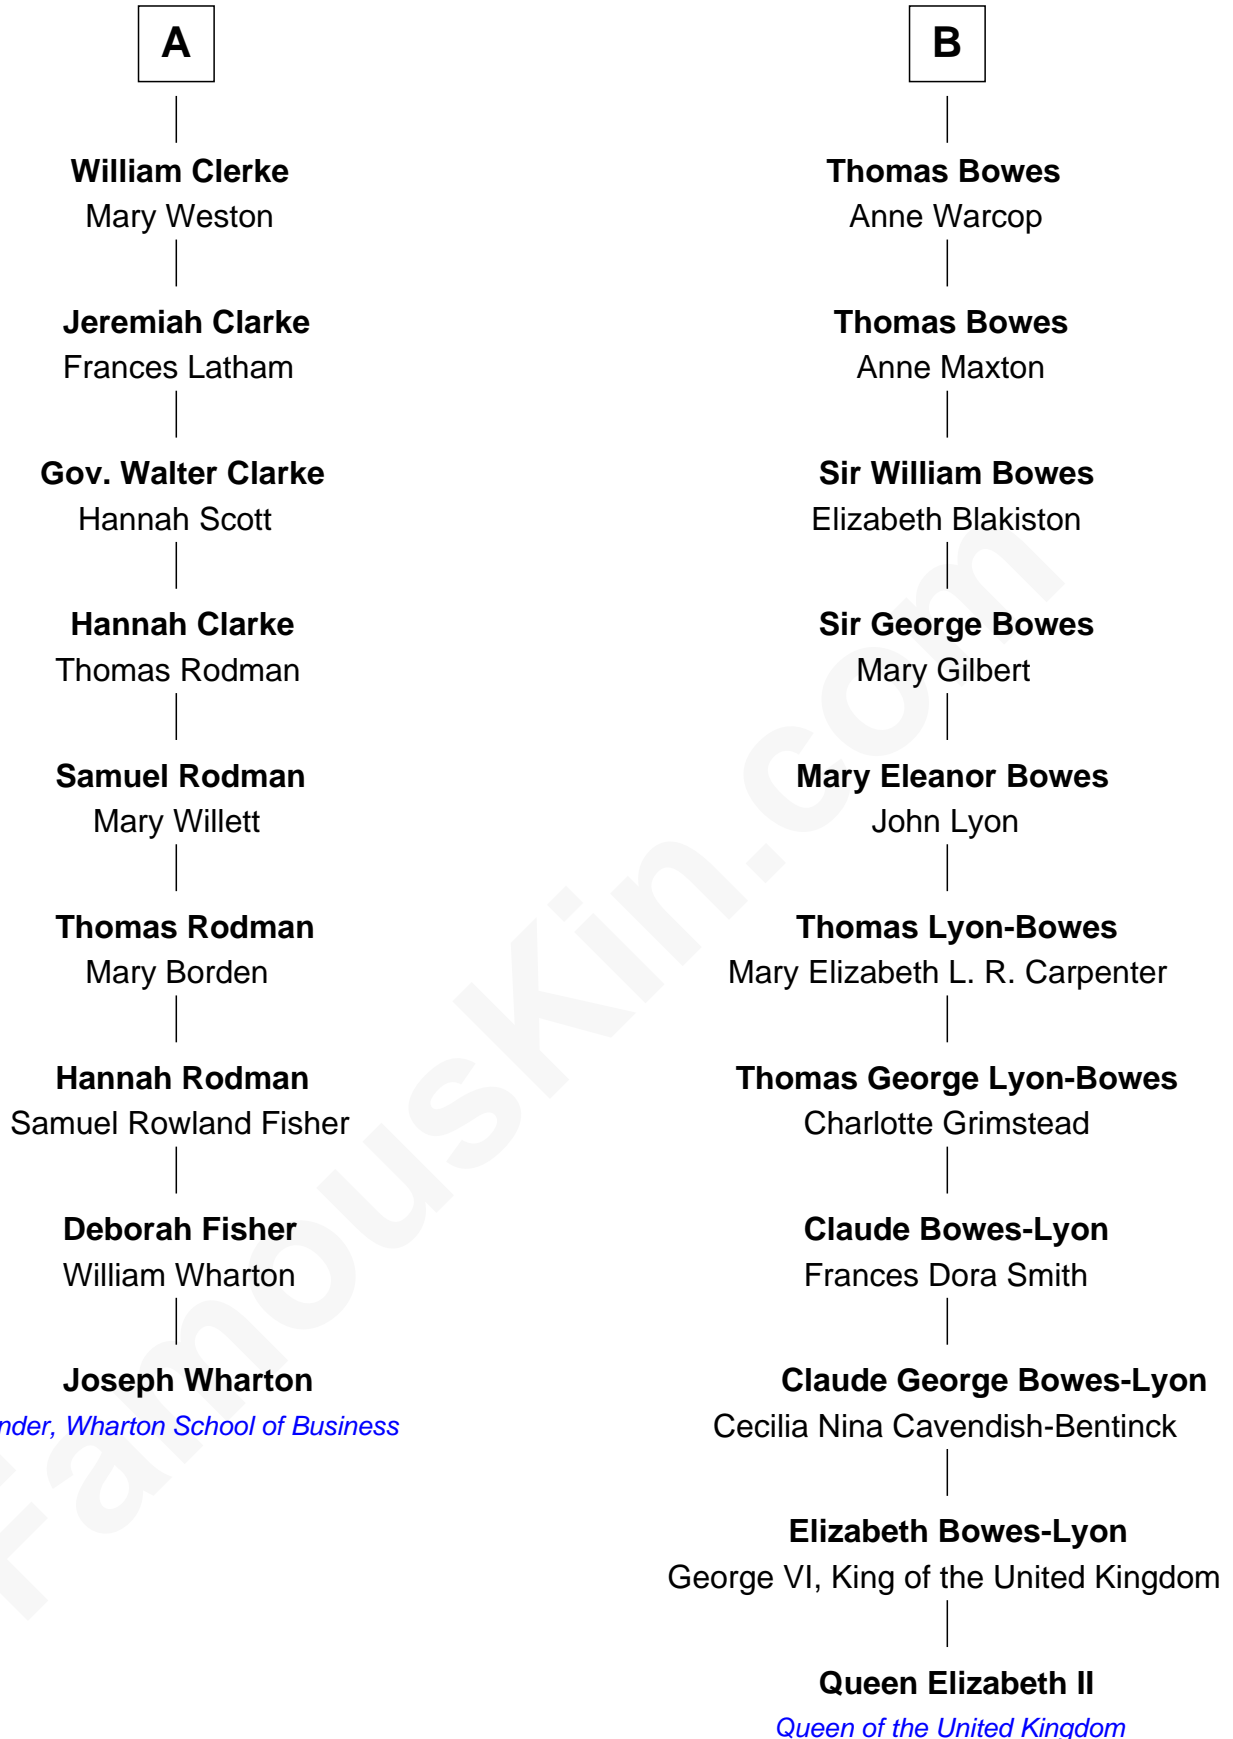 A
William Clerke
Mary Weston
Jeremiah Clarke
Frances Latham
Gov. Walter Clarke
Hannah Scott
Hannah Clarke
Thomas Rodman
Samuel Rodman
Mary Willett
Thomas Rodman
Mary Borden
Hannah Rodman
Samuel Rowland Fisher
Deborah Fisher
William Wharton
Joseph Wharton
nder, Wharton School of Business
B
Thomas Bowes
Anne Warcop
Thomas Bowes
Anne Maxton
Sir William Bowes
Elizabeth Blakiston
Sir George Bowes
Mary Gilbert
Mary Eleanor Bowes
John Lyon
Thomas Lyon-Bowes
Mary Elizabeth L. R. Carpenter
Thomas George Lyon-Bowes
Charlotte Grimstead
Claude Bowes-Lyon
Frances Dora Smith
Claude George Bowes-Lyon
Cecilia Nina Cavendish-Bentinck
Elizabeth Bowes-Lyon
George VI, King of the United Kingdom
Queen Elizabeth II
Queen of the United Kingdom
FamousKin.com